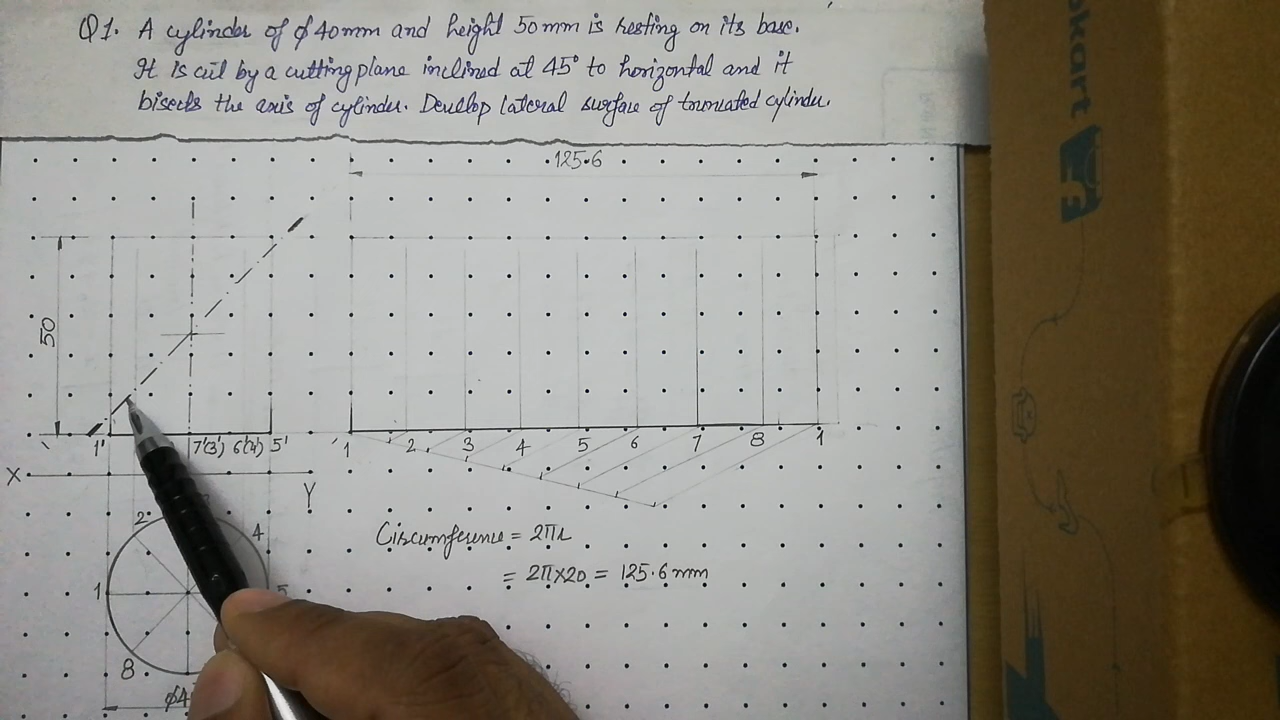 Q1. A cylinder of ϕ40mm and height 50mm is resting on its base.
It is cut by a cutting plane inclined at 45° to horizontal and it
bisects the axis of cylinder. Develop lateral surface of truncated cylinder.
125.6
50
1' 7'(3') 6'(4') 5'
1 2 3 4 5 6 7 8 1
X
Y
2
4
1
5
8
ϕ4
Circumference = 2πr
= 2π×20 = 125.6 mm
kart